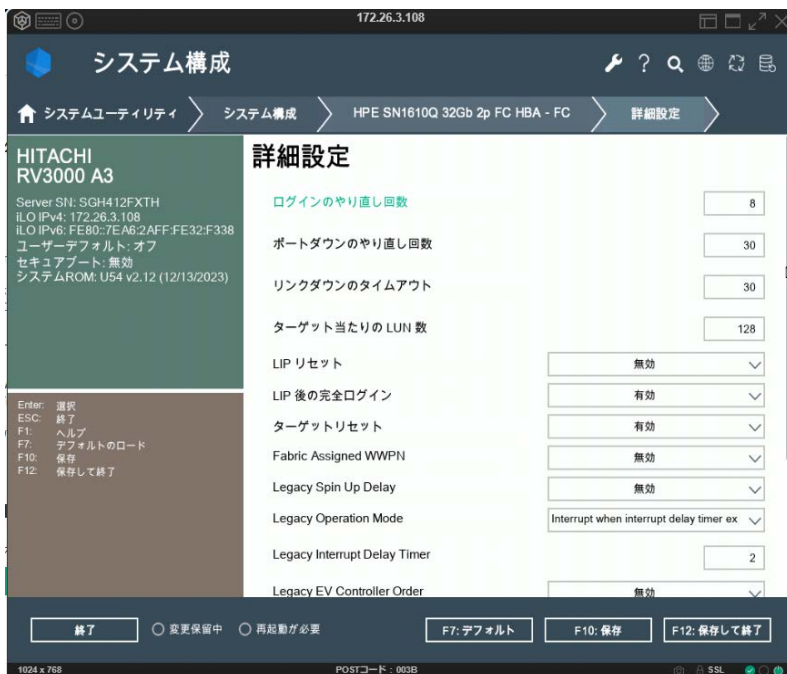 172.26.3.108
システム構成
システムユーティリティ
システム構成
HPE SN1610Q 32Gb 2p FC HBA - FC
詳細設定
HITACHI
RV3000 A3
Server SN: SGH412FXTH
iLO IPv4: 172.26.3.108
iLO IPv6: FE80::7EA6:2AFF:FE32:F338
ユーザーデフォルト: オフ
セキュアブート: 無効
システムROM: U54 v2.12 (12/13/2023)
Enter: 選択
ESC: 終了
F1: ヘルプ
F7: デフォルトのロード
F10: 保存
F12: 保存して終了
詳細設定
ログインのやり直し回数 8
ポートダウンのやり直し回数 30
リンクダウンのタイムアウト 30
ターゲット当たりの LUN 数 128
LIP リセット 無効
LIP 後の完全ログイン 有効
ターゲットリセット 有効
Fabric Assigned WWPN 無効
Legacy Spin Up Delay 無効
Legacy Operation Mode Interrupt when interrupt delay timer ex
Legacy Interrupt Delay Timer 2
Legacy EV Controller Order 無効
終了
変更保留中
再起動が必要
F7: デフォルト
F10: 保存
F12: 保存して終了
1024 x 768
POSTコード : 003B
SSL